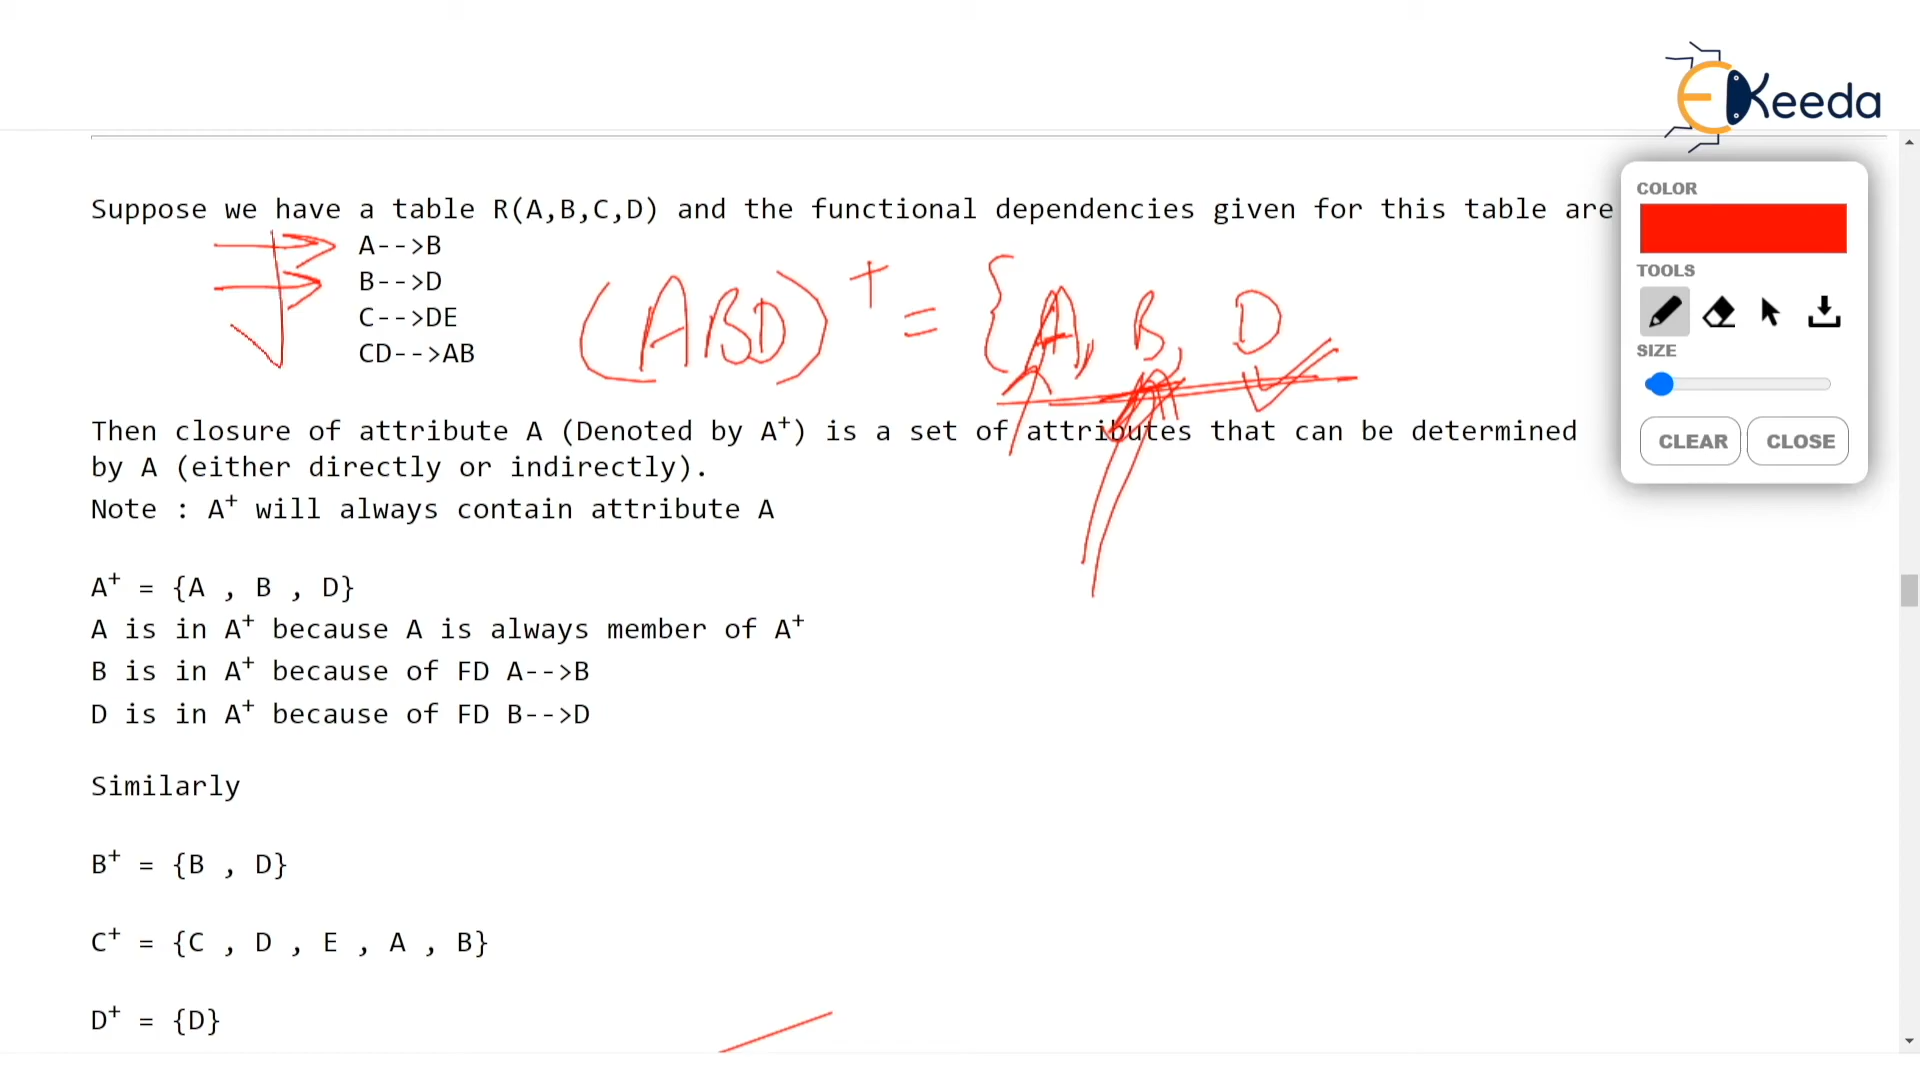 EKeeda
Suppose we have a table R(A,B,C,D) and the functional dependencies given for this table are
A-->B
B-->D
C-->DE
CD-->AB
(ABD)⁺ = {A, B, D
Then closure of attribute A (Denoted by A⁺) is a set of attributes that can be determined
by A (either directly or indirectly).
Note : A⁺ will always contain attribute A
A⁺ = {A , B , D}
A is in A⁺ because A is always member of A⁺
B is in A⁺ because of FD A-->B
D is in A⁺ because of FD B-->D
Similarly
B⁺ = {B , D}
C⁺ = {C , D , E , A , B}
D⁺ = {D}
COLOR
TOOLS
SIZE
CLEAR CLOSE